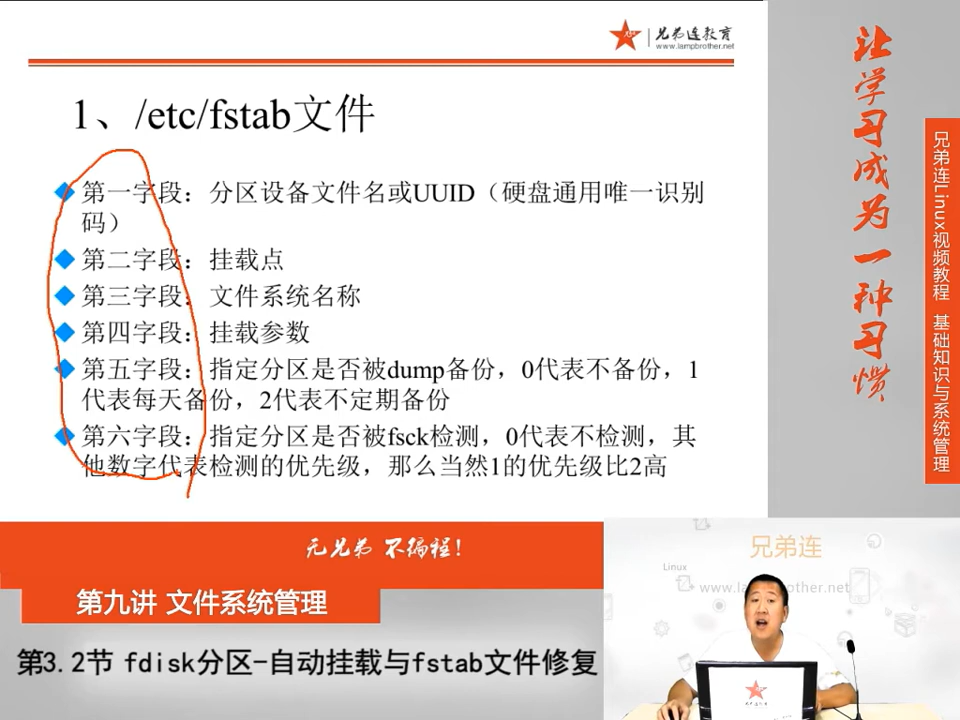 兄弟连教育
www.lampbrother.net
1、/etc/fstab文件
第一字段：分区设备文件名或UUID（硬盘通用唯一识别
码）
第二字段：挂载点
第三字段：文件系统名称
第四字段：挂载参数
第五字段：指定分区是否被dump备份，0代表不备份，1
代表每天备份，2代表不定期备份
第六字段：指定分区是否被fsck检测，0代表不检测，其
他数字代表检测的优先级，那么当然1的优先级比2高
让学习成为一种习惯
兄弟连Linux视频教程 基础知识与系统管理
无兄弟 不编程！
第九讲 文件系统管理
第3.2节 fdisk分区-自动挂载与fstab文件修复
兄弟连
Linux
www.lampbrother.net